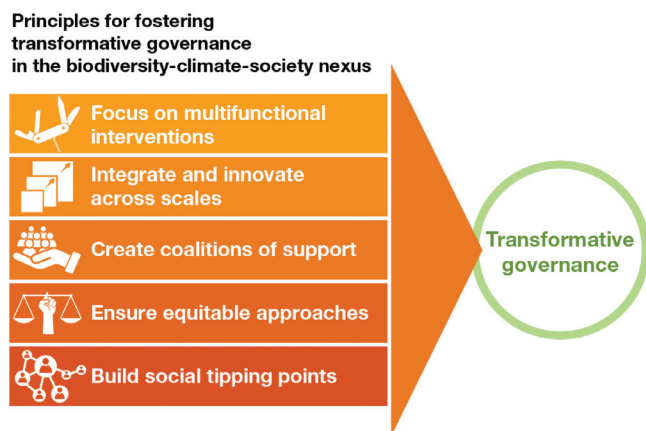 Principles for fostering
transformative governance
in the biodiversity-climate-society nexus
Focus on multifunctional
interventions
Integrate and innovate
across scales
Create coalitions of support
Ensure equitable approaches
Build social tipping points
Transformative
governance